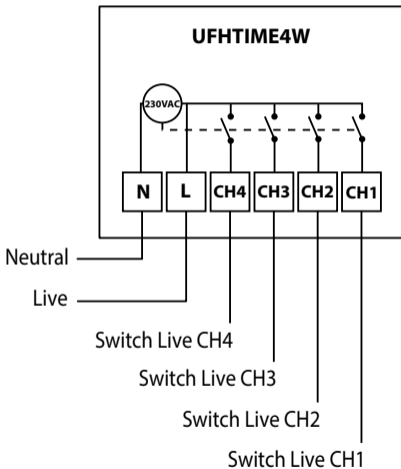 UFHTIME4W
230VAC
N L CH4 CH3 CH2 CH1
Neutral
Live
Switch Live CH4
Switch Live CH3
Switch Live CH2
Switch Live CH1